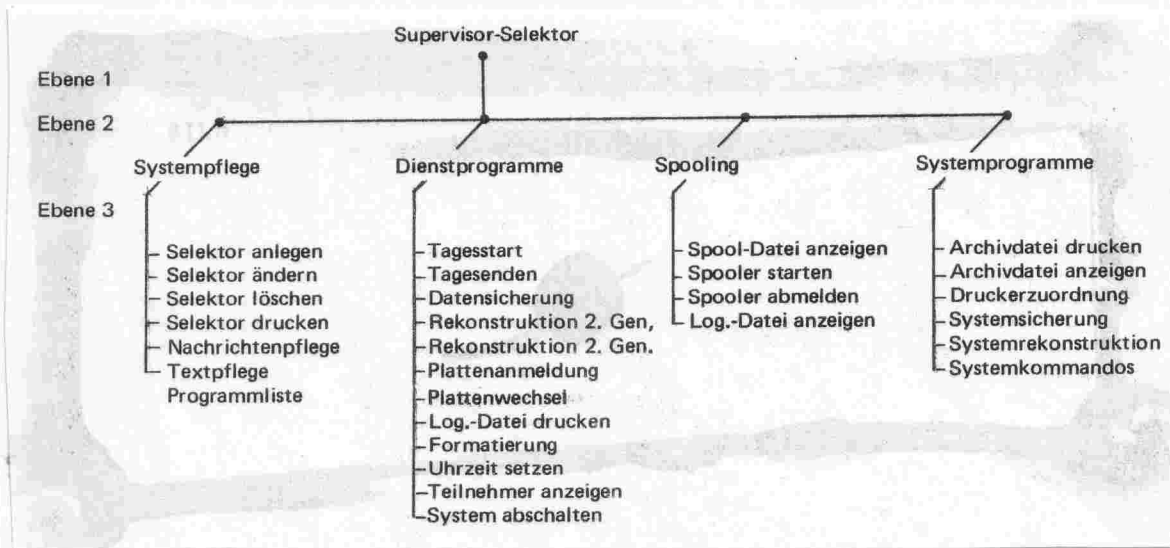 Supervisor-Selektor
Ebene 1
Ebene 2
Systempflege
Dienstprogramme
Spooling
Systemprogramme
Ebene 3
Selektor anlegen
Selektor ändern
Selektor löschen
Selektor drucken
Nachrichtenpflege
Textpflege
Programmliste
Tagesstart
Tagesenden
Datensicherung
Rekonstruktion 2. Gen,
Rekonstruktion 2. Gen.
Plattenanmeldung
Plattenwechsel
Log.-Datei drucken
Formatierung
Uhrzeit setzen
Teilnehmer anzeigen
System abschalten
Spool-Datei anzeigen
Spooler starten
Spooler abmelden
Log.-Datei anzeigen
Archivdatei drucken
Archivdatei anzeigen
Druckerzuordnung
Systemsicherung
Systemrekonstruktion
Systemkommandos